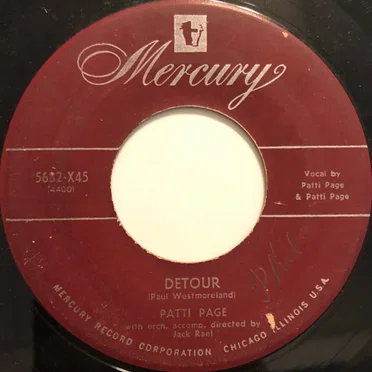 Mercury
5682-X45
(4400)
Vocal by
Patti Page
& Patti Page
DETOUR
(Paul Westmoreland)
PATTI PAGE
with orch. accomp. directed by
Jack Rael
MERCURY RECORD CORPORATION CHICAGO ILLINOIS U.S.A.